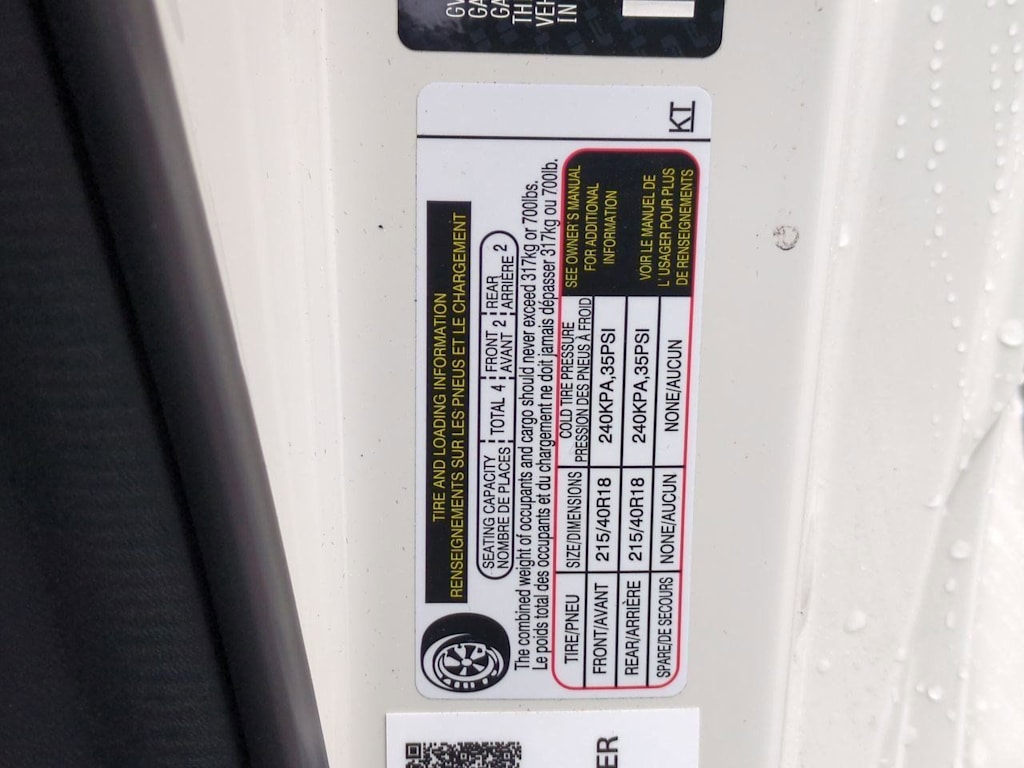 TIRE AND LOADING INFORMATION
RENSEIGNEMENTS SUR LES PNEUS ET LE CHARGEMENT
SEATING CAPACITY TOTAL 4 FRONT 2 REAR 2
NOMBRE DE PLACES AVANT ARRIÈRE
The combined weight of occupants and cargo should never exceed 317kg or 700lbs.
Le poids total des occupants et du chargement ne doit jamais dépasser 317kg ou 700lb.
TIRE/PNEU SIZE/DIMENSIONS COLD TIRE PRESSURE
PRESSION DES PNEUS À FROID
FRONT/AVANT 215/40R18 240KPA,35PSI
REAR/ARRIÈRE 215/40R18 240KPA,35PSI
SPARE/DE SECOURS NONE/AUCUN NONE/AUCUN
SEE OWNER'S MANUAL
FOR ADDITIONAL
INFORMATION
VOIR LE MANUEL DE
L'USAGER POUR PLUS
DE RENSEIGNEMENTS
KT